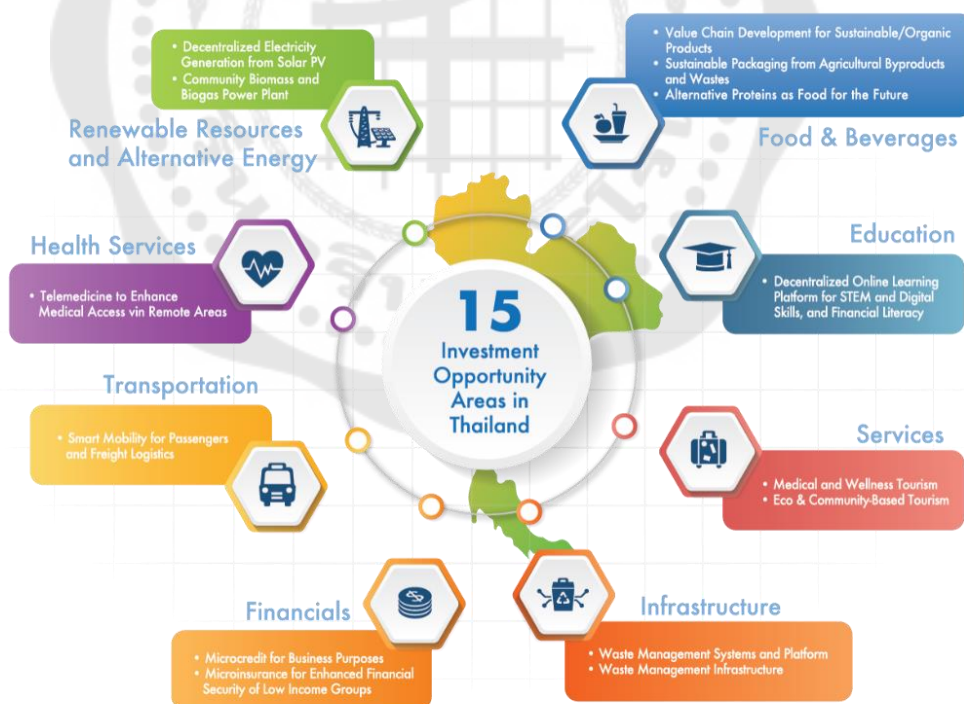 • Decentralized Electricity
Generation from Solar PV
• Community Biomass and
Biogas Power Plant
Renewable Resources
and Alternative Energy
• Value Chain Development for Sustainable/Organic
Products
• Sustainable Packaging from Agricultural Byproducts
and Wastes
• Alternative Proteins as Food for the Future
Food & Beverages
Health Services
• Telemedicine to Enhance
Medical Access vin Remote Areas
Education
• Decentralized Online Learning
Platform for STEM and Digital
Skills, and Financial Literacy
15
Investment
Opportunity
Areas in
Thailand
Transportation
• Smart Mobility for Passengers
and Freight Logistics
Services
• Medical and Wellness Tourism
• Eco & Community-Based Tourism
Financials
• Microcredit for Business Purposes
• Microinsurance for Enhanced Financial
Security of Low Income Groups
Infrastructure
• Waste Management Systems and Platform
• Waste Management Infrastructure